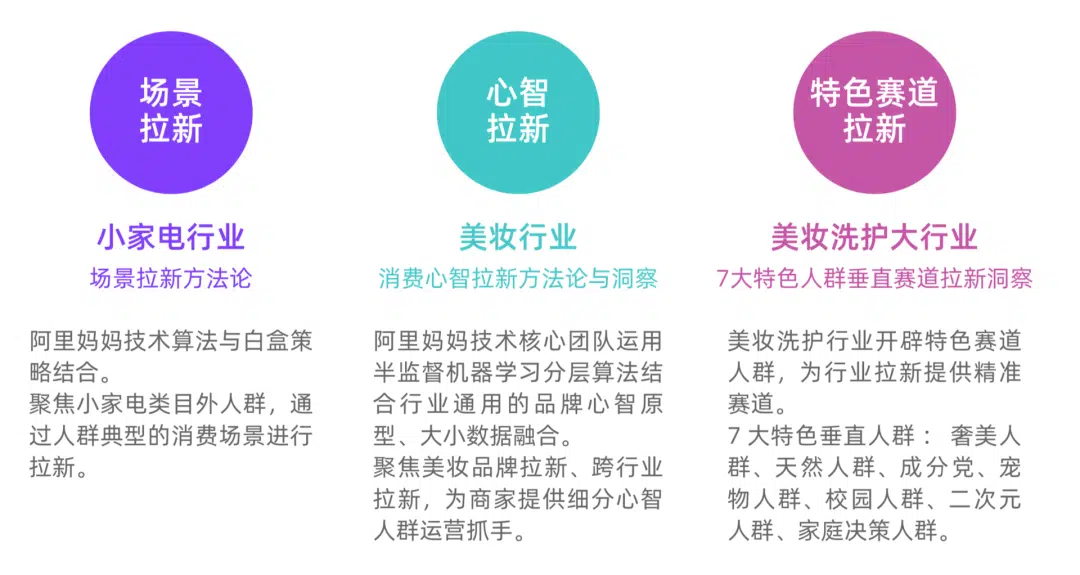 场景
拉新
小家电行业
场景拉新方法论
阿里妈妈技术算法与白盒策
略结合。
聚焦小家电类目外人群，通
过人群典型的消费场景进行
拉新。
心智
拉新
美妆行业
消费心智拉新方法论与洞察
阿里妈妈技术核心团队运用
半监督机器学习分层算法结
合行业通用的品牌心智原
型、大小数据融合。
聚焦美妆品牌拉新、跨行业
拉新，为商家提供细分心智
人群运营抓手。
特色赛道
拉新
美妆洗护大行业
7大特色人群垂直赛道拉新洞察
美妆洗护行业开辟特色赛道
人群，为行业拉新提供精准
赛道。
7 大特色垂直人群： 奢美人
群、天然人群、成分党、宠
物人群、校园人群、二次元
人群、家庭决策人群。